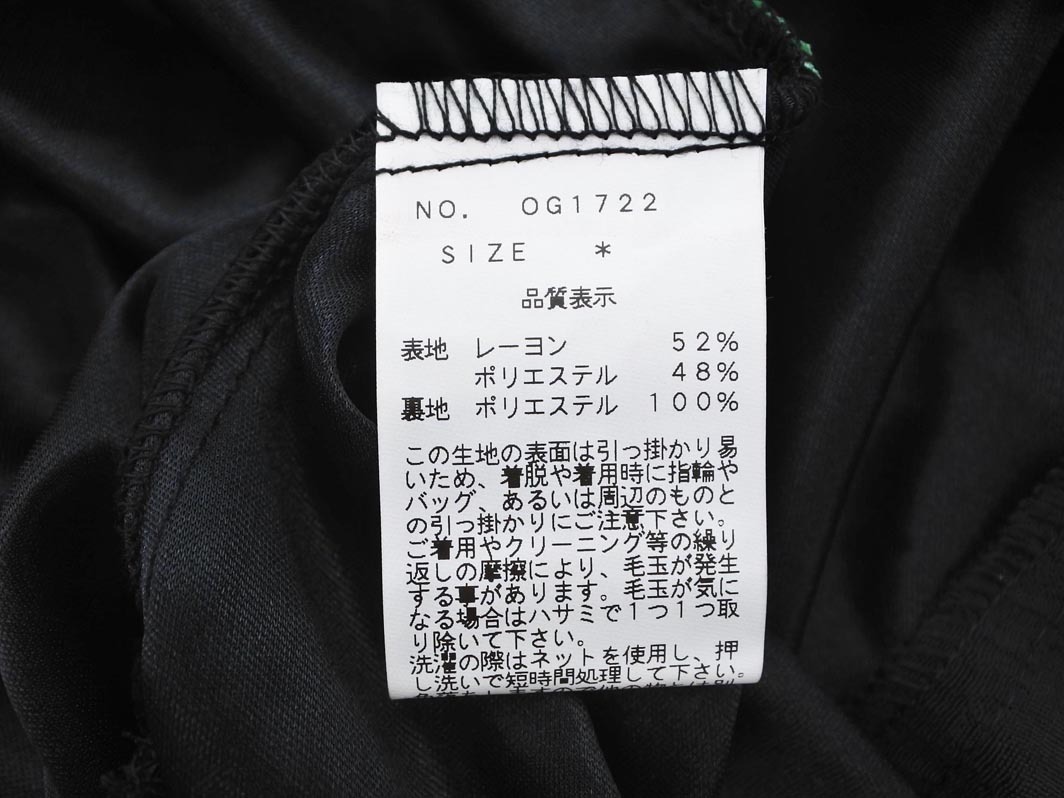 NO. OG1722
SIZE *
品質表示
表地 レーヨン 52%
ポリエステル 48%
裏地 ポリエステル 100%
この生地の表面は引っ掛かり易
いため、着脱や着用時に指輪や
バッグ、あるいは周辺のものと
の引っ掛かりにご注意下さい。
ご着用やクリーニング等の繰り
返しの摩擦により、毛玉が発生
する事があります。毛玉が気に
なる場合はハサミで1つ1つ取
り除いて下さい。
洗濯の際はネットを使用し、押
し洗いで短時間処理して下さい。